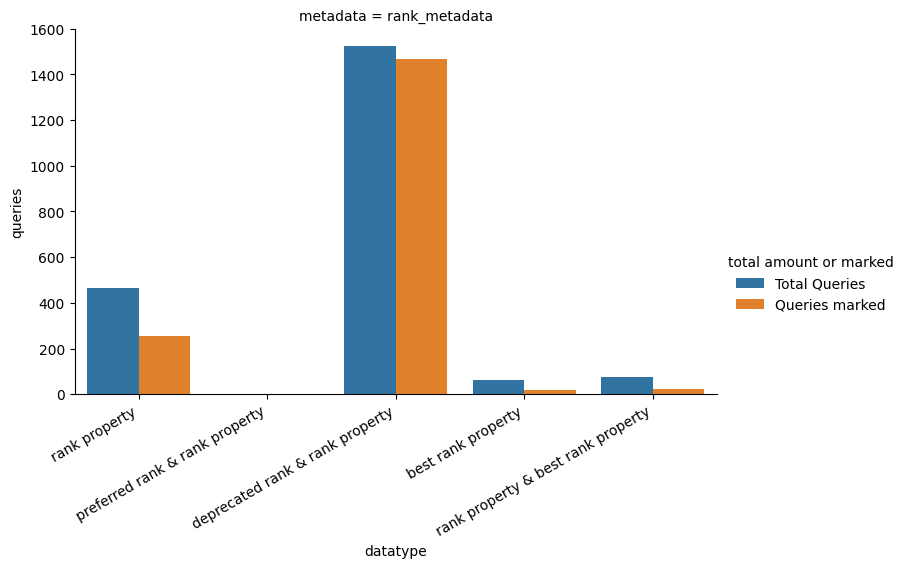 metadata = rank_metadata
1600
1400
1200
1000
800
600
400
200
0
queries
rank property
preferred rank & rank property
deprecated rank & rank property
best rank property
rank property & best rank property
datatype
total amount or marked
Total Queries
Queries marked